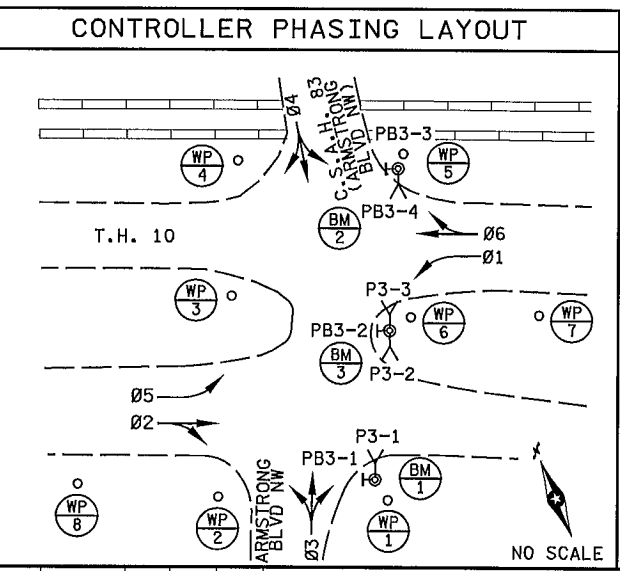 CONTROLLER PHASING LAYOUT
Ø4
C.S.A.H. 83
(ARMSTRONG
BLVD NW)
PB3-3
WP
4
WP
5
PB3-4
BM
2
T.H. 10
Ø6
Ø1
WP
3
P3-3
PB3-2
WP
6
WP
7
BM
3
P3-2
Ø5
Ø2
P3-1
PB3-1
BM
1
WP
8
WP
2
ARMSTRONG
BLVD NW
Ø3
WP
1
NO SCALE